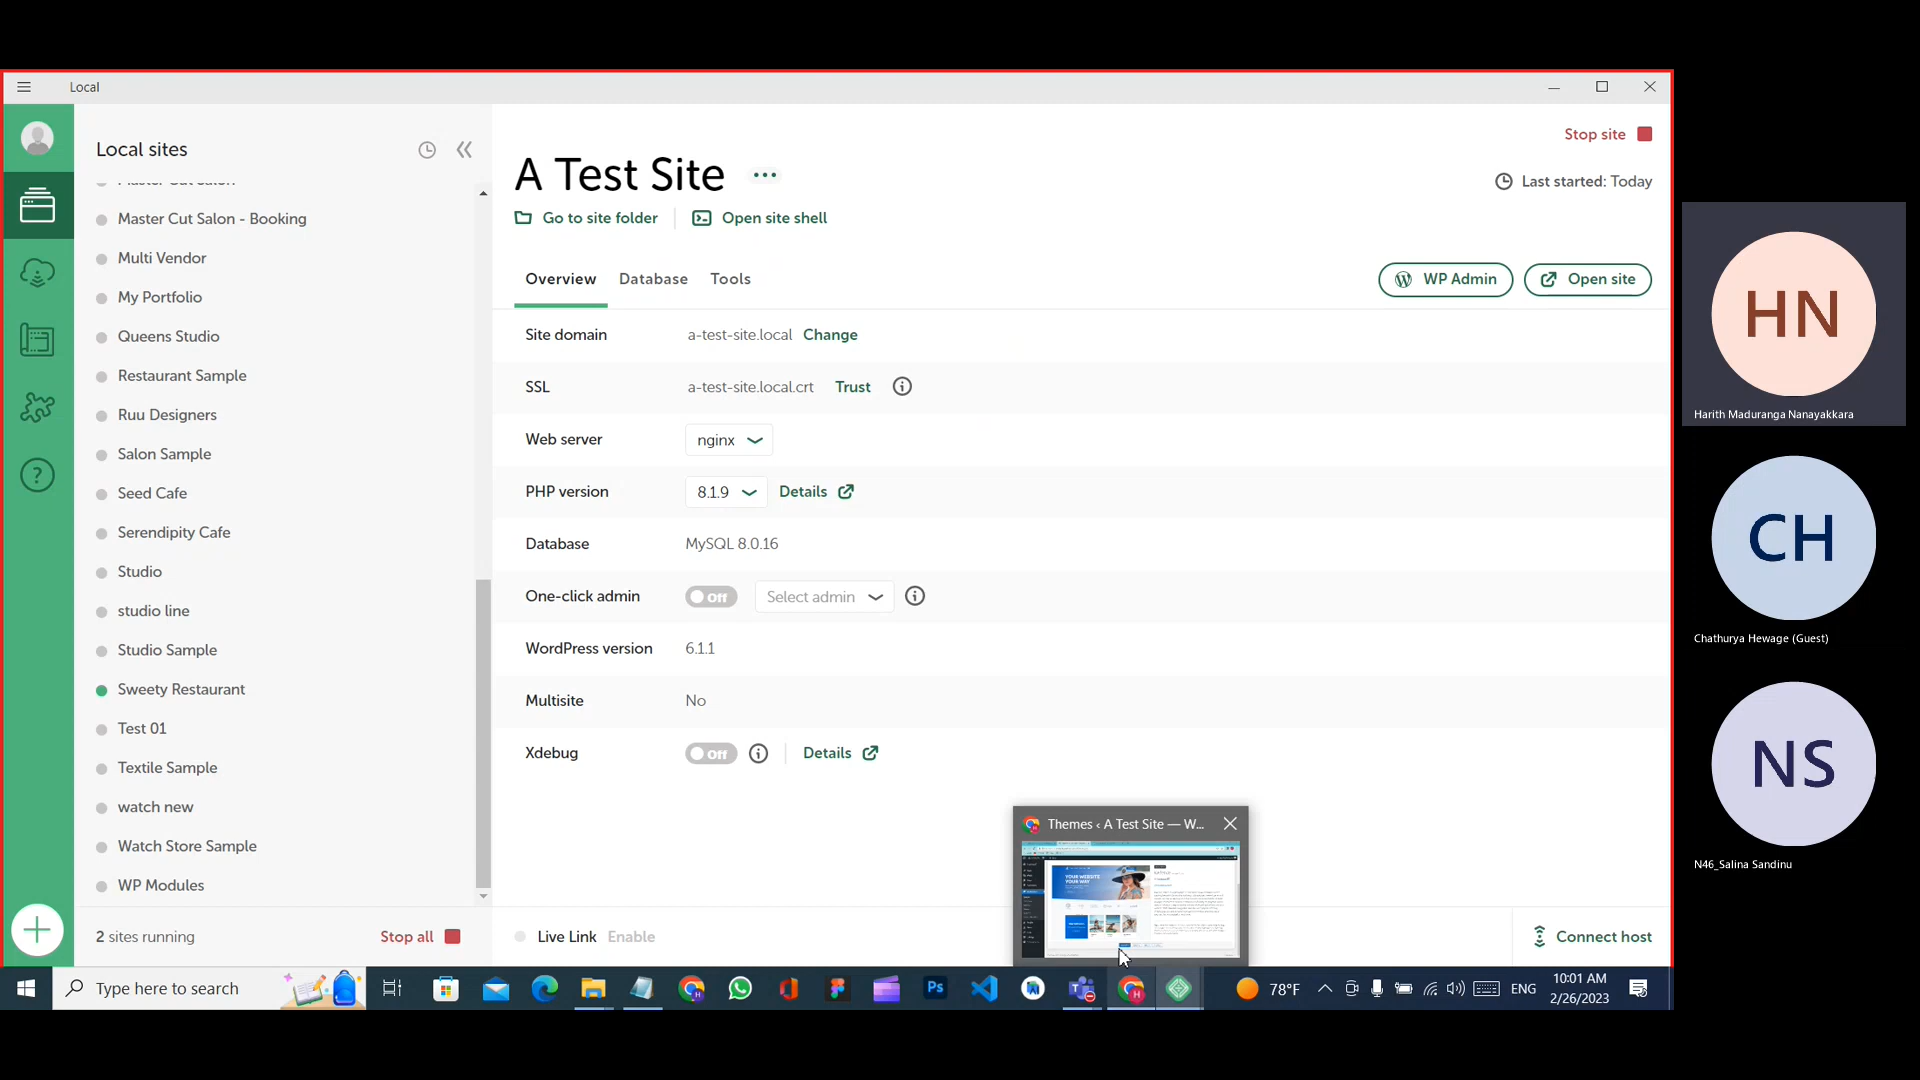 Local
Local sites
Master Cut Salon - Booking
Multi Vendor
My Portfolio
Queens Studio
Restaurant Sample
Ruu Designers
Salon Sample
Seed Cafe
Serendipity Cafe
Studio
studio line
Studio Sample
Sweety Restaurant
Test 01
Textile Sample
watch new
Watch Store Sample
WP Modules
2 sites running
Stop all
Stop site
A Test Site
Last started: Today
Go to site folder
Open site shell
Overview
Database
Tools
WP Admin
Open site
Site domain
a-test-site.local
Change
SSL
a-test-site.local.crt
Trust
Web server
nginx
PHP version
8.1.9
Details
Database
MySQL 8.0.16
One-click admin
Off
Select admin
WordPress version
6.1.1
Multisite
No
Xdebug
Off
Details
Themes ‹ A Test Site — W...
YOUR WEBSITE
YOUR WAY
Live Link
Enable
Connect host
Type here to search
Ps
78°F
ENG
10:01 AM
2/26/2023
HN
Harith Maduranga Nanayakkara
CH
Chathurya Hewage (Guest)
NS
N46_Salina Sandinu